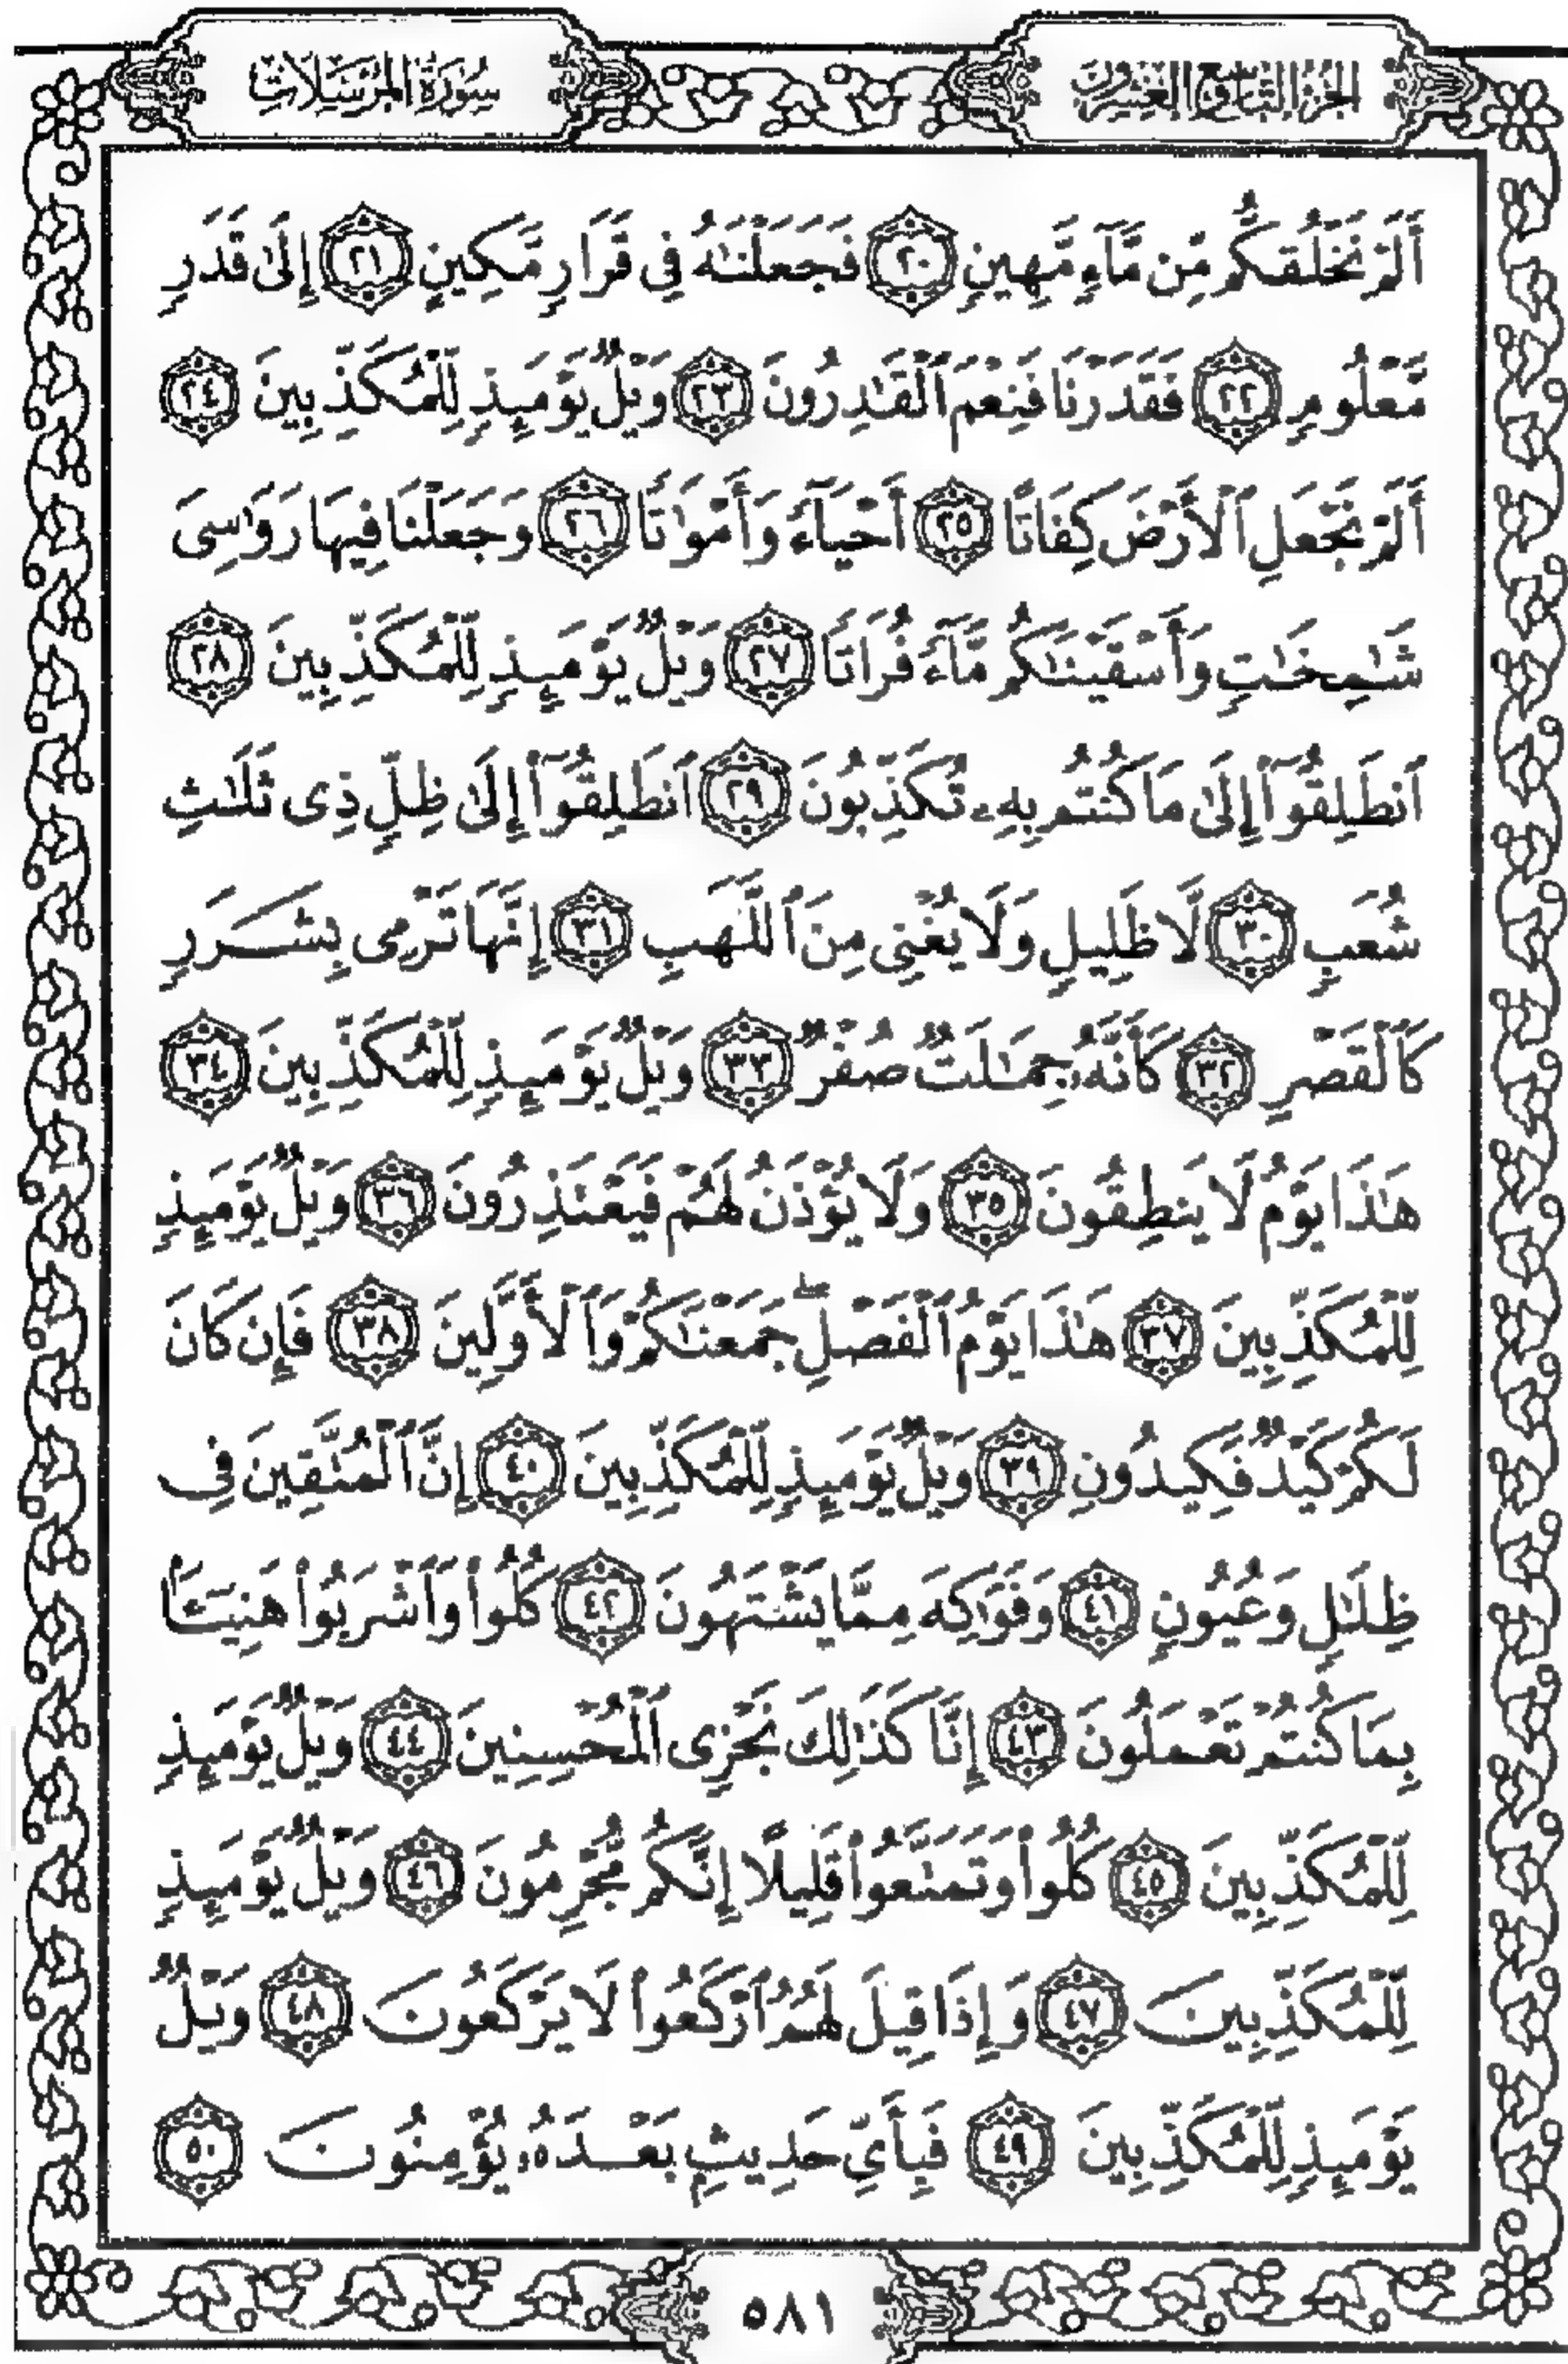 الجزء التاسع والعشرون
سورة المرسلات
أَلَمْ نَخْلُقكُّم مِّن مَّآءٍ مَّهِينٍ ٢٠ فَجَعَلْنَٰهُ فِى قَرَارٍ مَّكِينٍ ٢١ إِلَىٰ قَدَرٍ
مَّعْلُومٍ ٢٢ فَقَدَرْنَا فَنِعْمَ ٱلْقَٰدِرُونَ ٢٣ وَيْلٌ يَوْمَئِذٍ لِّلْمُكَذِّبِينَ ٢٤
أَلَمْ نَجْعَلِ ٱلْأَرْضَ كِفَاتًا ٢٥ أَحْيَآءً وَأَمْوَٰتًا ٢٦ وَجَعَلْنَا فِيهَا رَوَٰسِىَ
شَٰمِخَٰتٍ وَأَسْقَيْنَٰكُم مَّآءً فُرَاتًا ٢٧ وَيْلٌ يَوْمَئِذٍ لِّلْمُكَذِّبِينَ ٢٨
ٱنطَلِقُوٓا۟ إِلَىٰ مَا كُنتُم بِهِۦ تُكَذِّبُونَ ٢٩ ٱنطَلِقُوٓا۟ إِلَىٰ ظِلٍّ ذِى ثَلَٰثِ
شُعَبٍ ٣٠ لَّا ظَلِيلٍ وَلَا يُغْنِى مِنَ ٱللَّهَبِ ٣١ إِنَّهَا تَرْمِى بِشَرَرٍ
كَٱلْقَصْرِ ٣٢ كَأَنَّهُۥ جِمَٰلَتٌ صُفْرٌ ٣٣ وَيْلٌ يَوْمَئِذٍ لِّلْمُكَذِّبِينَ ٣٤
هَٰذَا يَوْمُ لَا يَنطِقُونَ ٣٥ وَلَا يُؤْذَنُ لَهُمْ فَيَعْتَذِرُونَ ٣٦ وَيْلٌ يَوْمَئِذٍ
لِّلْمُكَذِّبِينَ ٣٧ هَٰذَا يَوْمُ ٱلْفَصْلِ ۖ جَمَعْنَٰكُمْ وَٱلْأَوَّلِينَ ٣٨ فَإِن كَانَ
لَكُمْ كَيْدٌ فَكِيدُونِ ٣٩ وَيْلٌ يَوْمَئِذٍ لِّلْمُكَذِّبِينَ ٤٠ إِنَّ ٱلْمُتَّقِينَ فِى
ظِلَٰلٍ وَعُيُونٍ ٤١ وَفَوَٰكِهَ مِمَّا يَشْتَهُونَ ٤٢ كُلُوا۟ وَٱشْرَبُوا۟ هَنِيٓـًٔا
بِمَا كُنتُمْ تَعْمَلُونَ ٤٣ إِنَّا كَذَٰلِكَ نَجْزِى ٱلْمُحْسِنِينَ ٤٤ وَيْلٌ يَوْمَئِذٍ
لِّلْمُكَذِّبِينَ ٤٥ كُلُوا۟ وَتَمَتَّعُوا۟ قَلِيلًا إِنَّكُم مُّجْرِمُونَ ٤٦ وَيْلٌ يَوْمَئِذٍ
لِّلْمُكَذِّبِينَ ٤٧ وَإِذَا قِيلَ لَهُمُ ٱرْكَعُوا۟ لَا يَرْكَعُونَ ٤٨ وَيْلٌ
يَوْمَئِذٍ لِّلْمُكَذِّبِينَ ٤٩ فَبِأَىِّ حَدِيثٍۭ بَعْدَهُۥ يُؤْمِنُونَ ٥٠
٥٨١